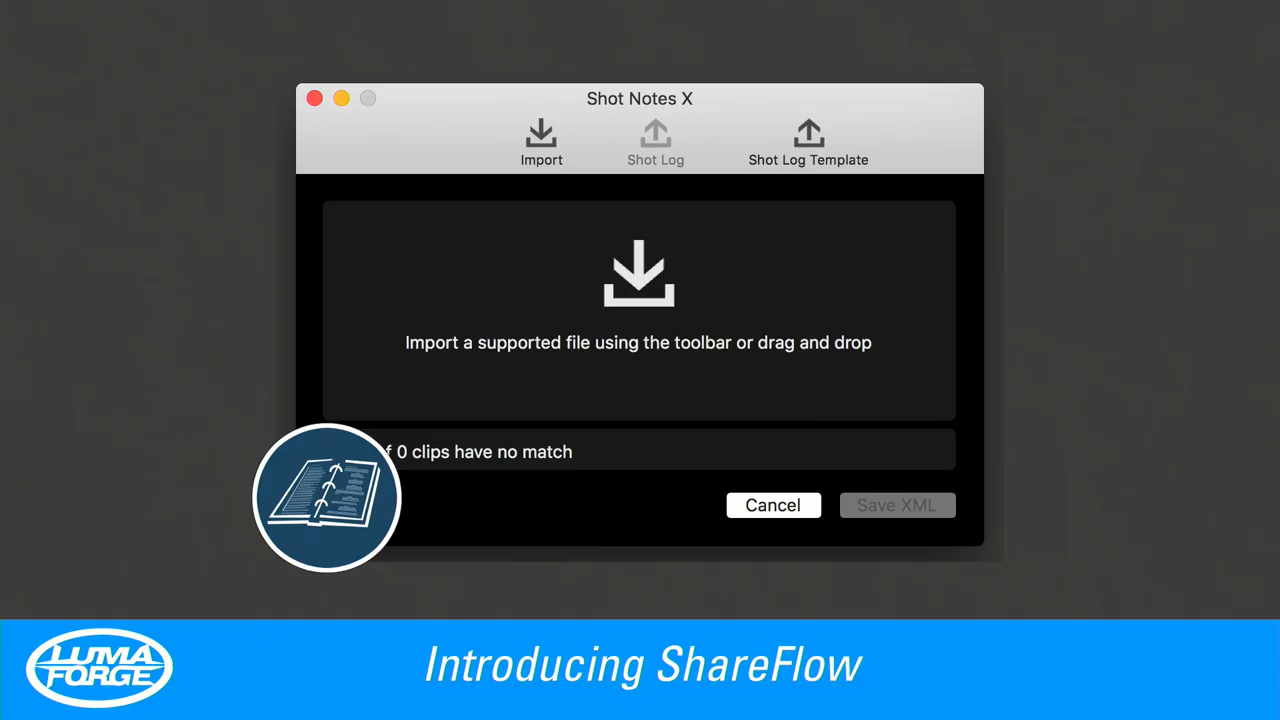 Shot Notes X
Import
Shot Log
Shot Log Template
Import a supported file using the toolbar or drag and drop
f 0 clips have no match
Cancel
Save XML
LUMA
FORGE
Introducing ShareFlow